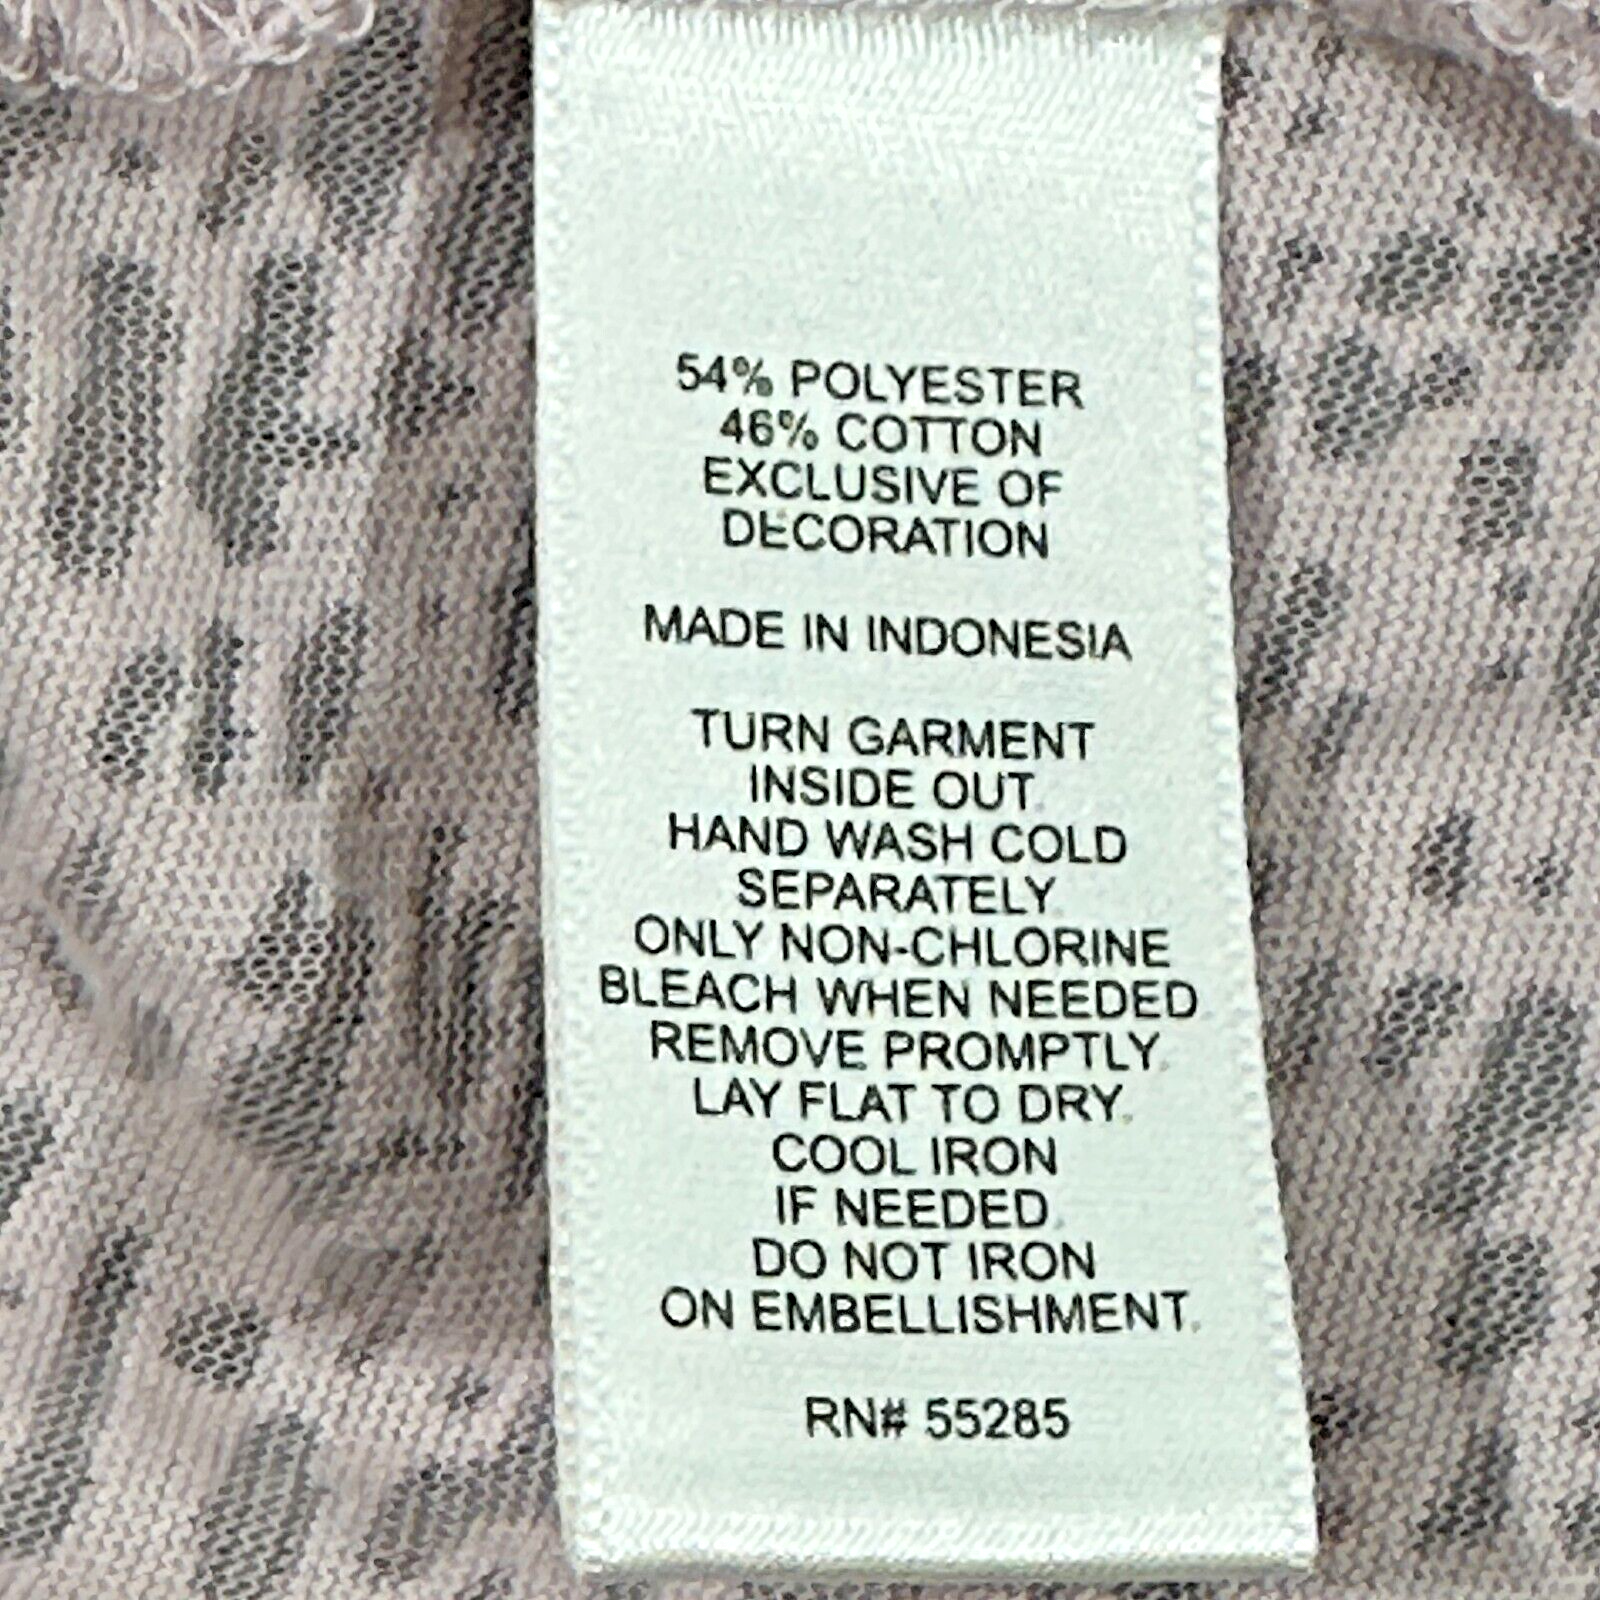 54% POLYESTER
46% COTTON
EXCLUSIVE OF
DECORATION
MADE IN INDONESIA
TURN GARMENT
INSIDE OUT.
HAND WASH COLD
SEPARATELY.
ONLY NON-CHLORINE
BLEACH WHEN NEEDED
REMOVE PROMPTLY.
LAY FLAT TO DRY.
COOL IRON
IF NEEDED.
DO NOT IRON
ON EMBELLISHMENT.
RN# 55285